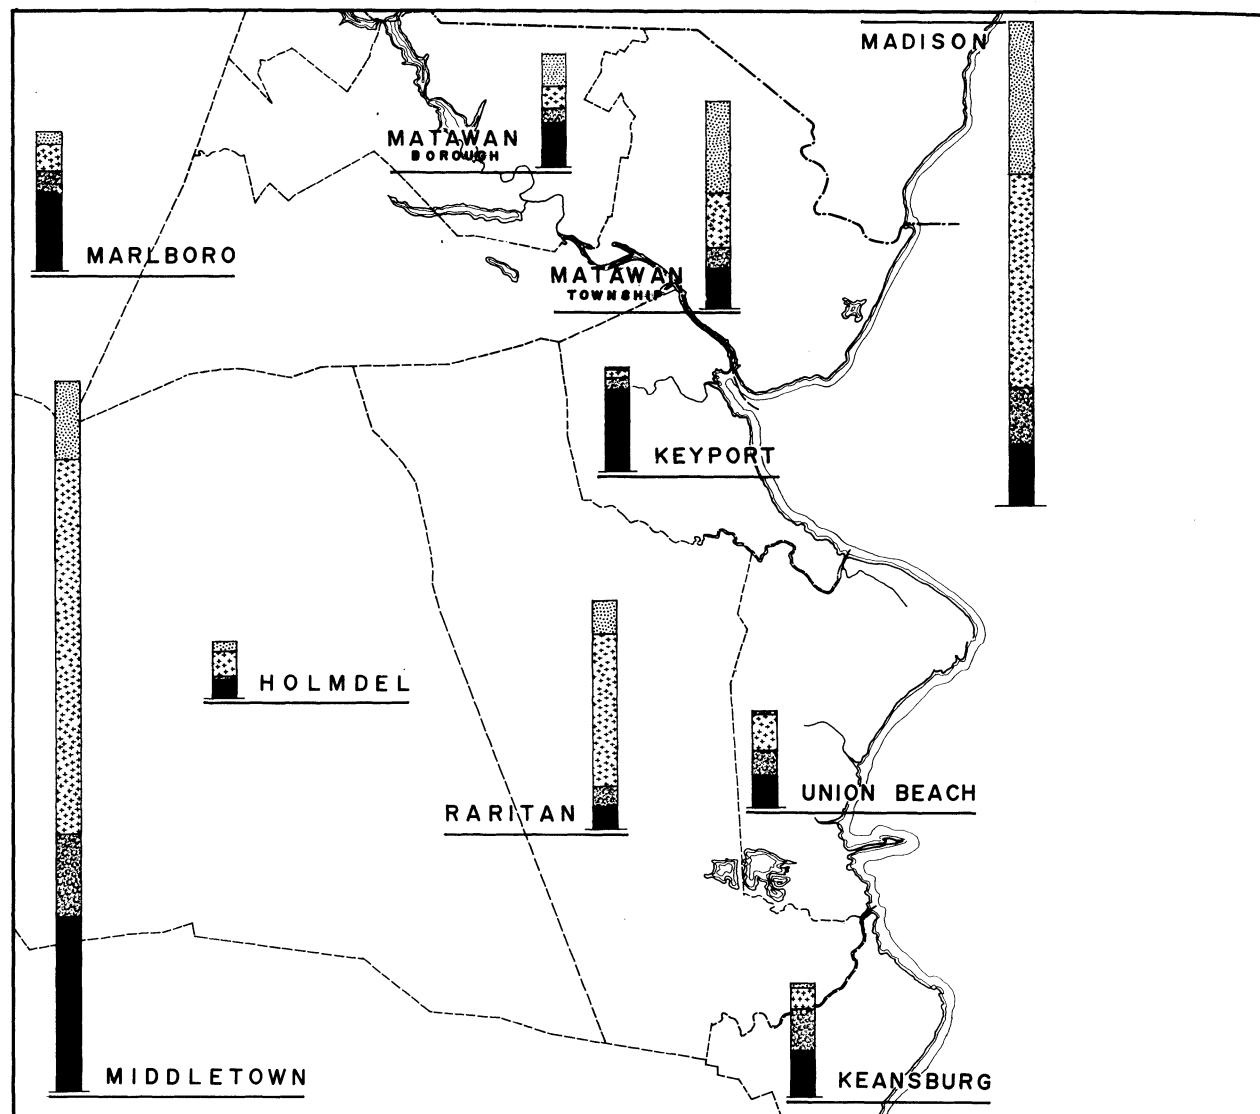 MADISON
MATAWAN
BOROUGH
MARLBORO
MATAWAN
TOWNSHIP
KEYPORT
HOLMDEL
RARITAN
UNION BEACH
MIDDLETOWN
KEANSBURG